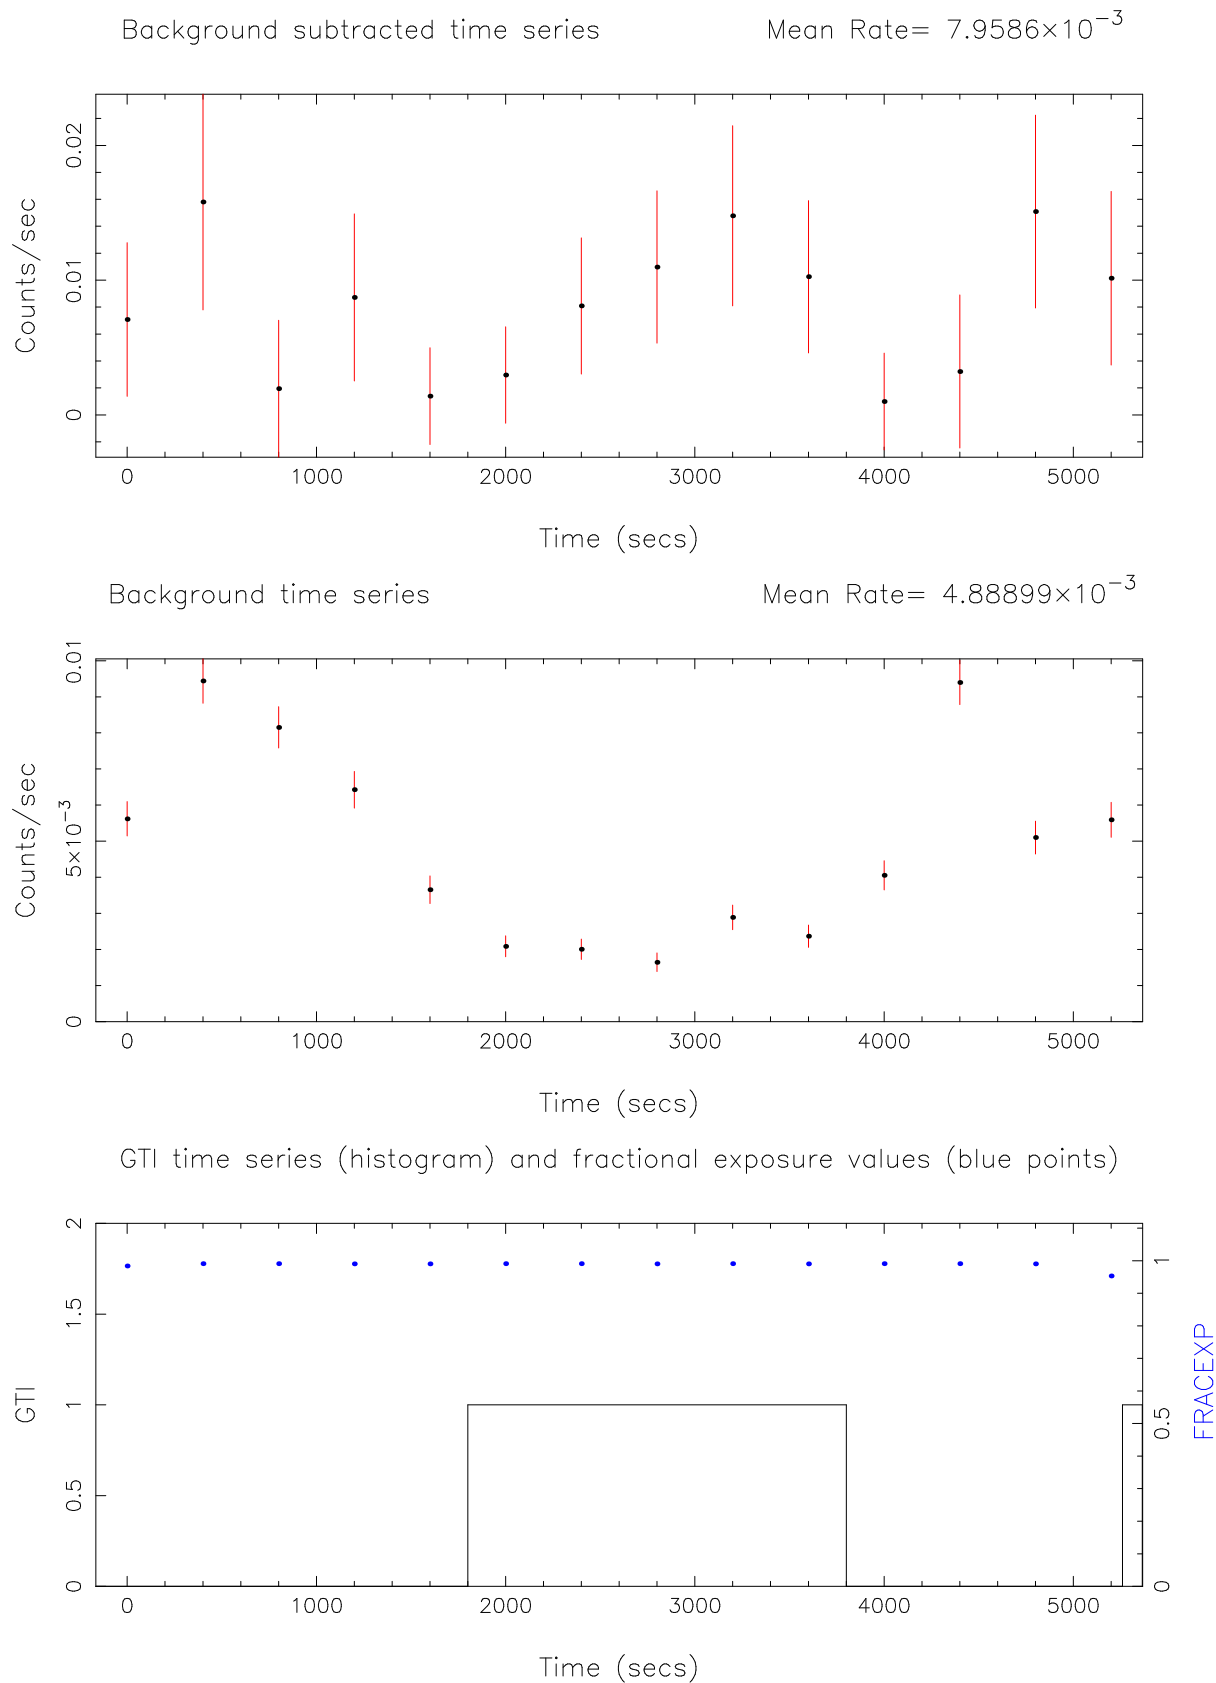 Background subtracted time series Mean Rate= 7.9586×10⁻³
Counts/sec
0.02
0.01
0
0 1000 2000 3000 4000 5000
Time (secs)
Background time series Mean Rate= 4.88899×10⁻³
Counts/sec
0.01
5×10⁻³
0
0 1000 2000 3000 4000 5000
Time (secs)
GTI time series (histogram) and fractional exposure values (blue points)
GTI
2
1.5
1
0.5
0
1
0.5
0
FRACEXP
0 1000 2000 3000 4000 5000
Time (secs)